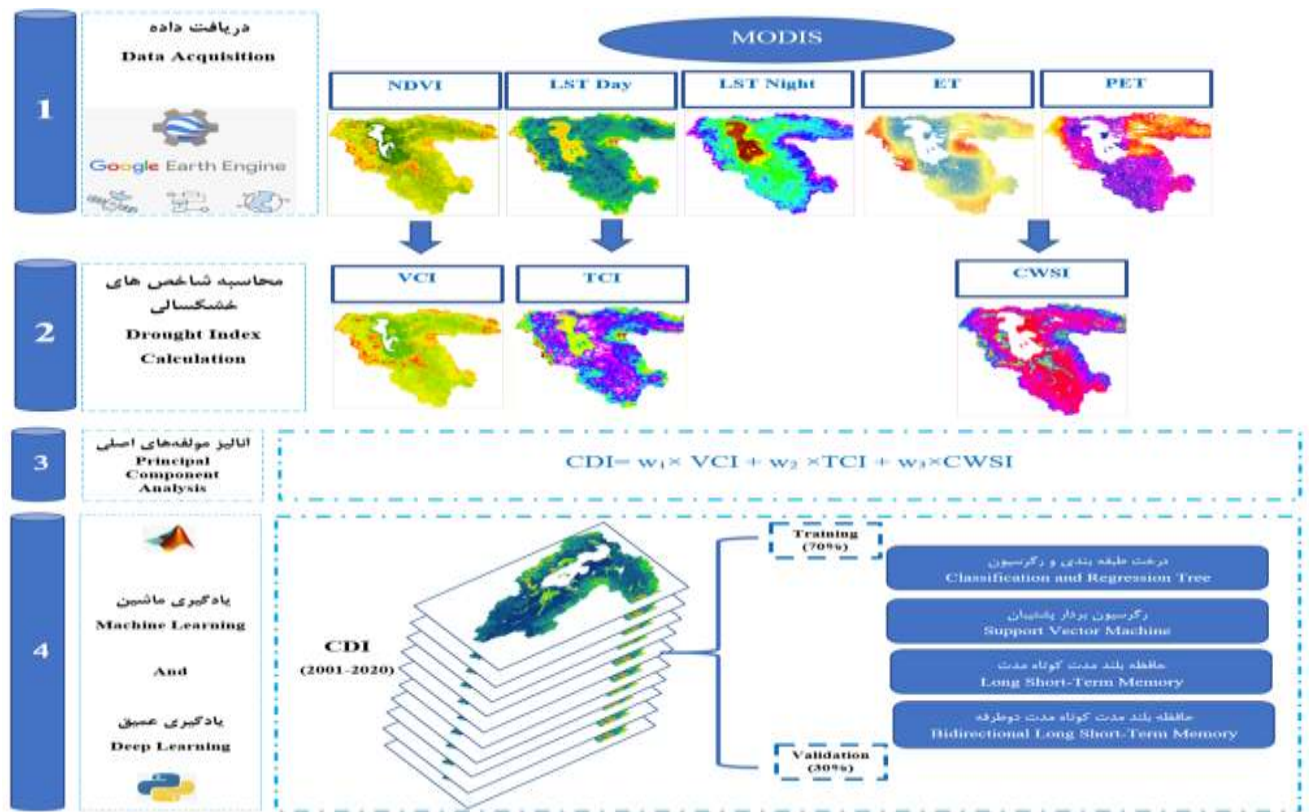 1
دریافت داده
Data Acquisition
Google Earth Engine
MODIS
NDVI
LST Day
LST Night
ET
PET
2
محاسبه شاخص های
خشکسالی
Drought Index
Calculation
VCI
TCI
CWSI
3
آنالیز مولفه‌های اصلی
Principal
Component
Analysis
CDI= w₁× VCI + w₂ ×TCI + w₃×CWSI
4
یادگیری ماشین
Machine Learning
And
یادگیری عمیق
Deep Learning
CDI
(2001-2020)
Training
(70%)
درخت طبقه بندی و رگرسیون
Classification and Regression Tree
رگرسیون بردار پشتیبان
Support Vector Machine
حافظه بلند مدت کوتاه مدت
Long Short-Term Memory
حافظه بلند مدت کوتاه مدت دوطرفه
Bidirectional Long Short-Term Memory
Validation
(30%)